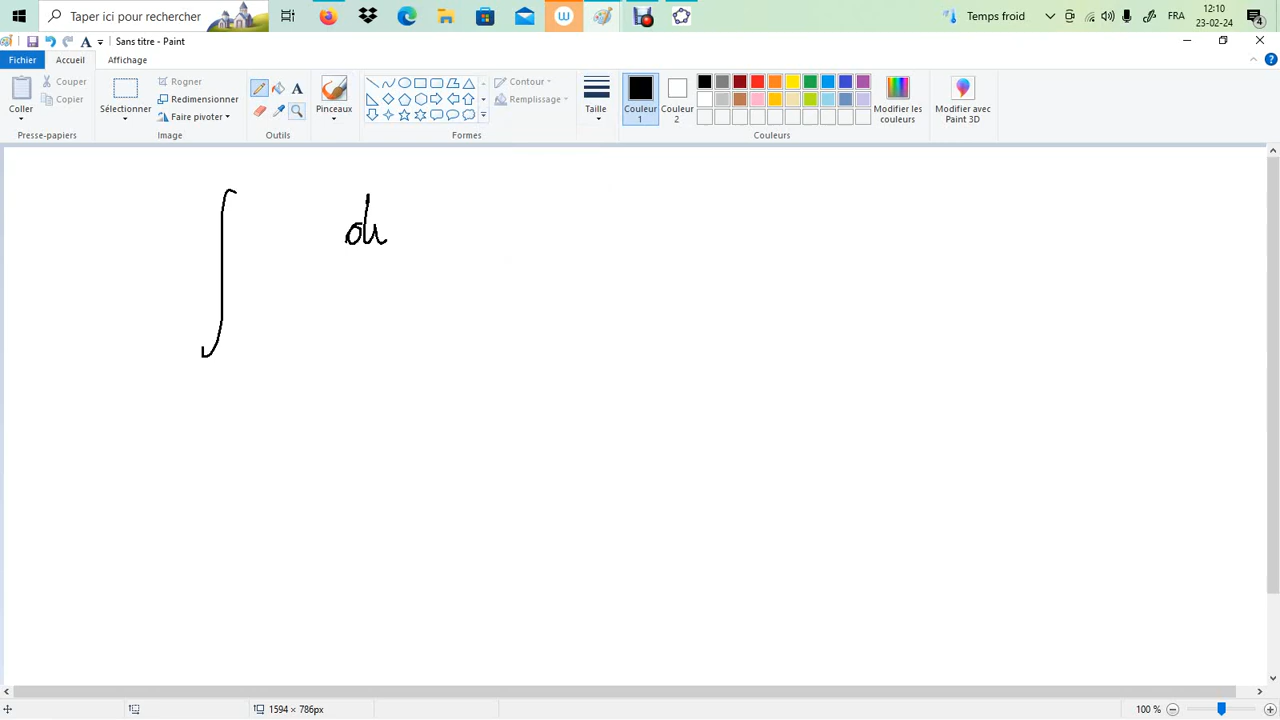 Taper ici pour rechercher
w
Temps froid
FRA
12:10
23-02-24
4
Sans titre - Paint
Fichier
Accueil
Affichage
Coller
Couper
Copier
Presse-papiers
Sélectionner
Rogner
Redimensionner
Faire pivoter
Image
A
Outils
Pinceaux
Contour
Remplissage
Formes
Taille
Couleur 1
Couleur 2
Modifier les couleurs
Couleurs
Modifier avec Paint 3D
∫ du
1594 × 786px
100 %